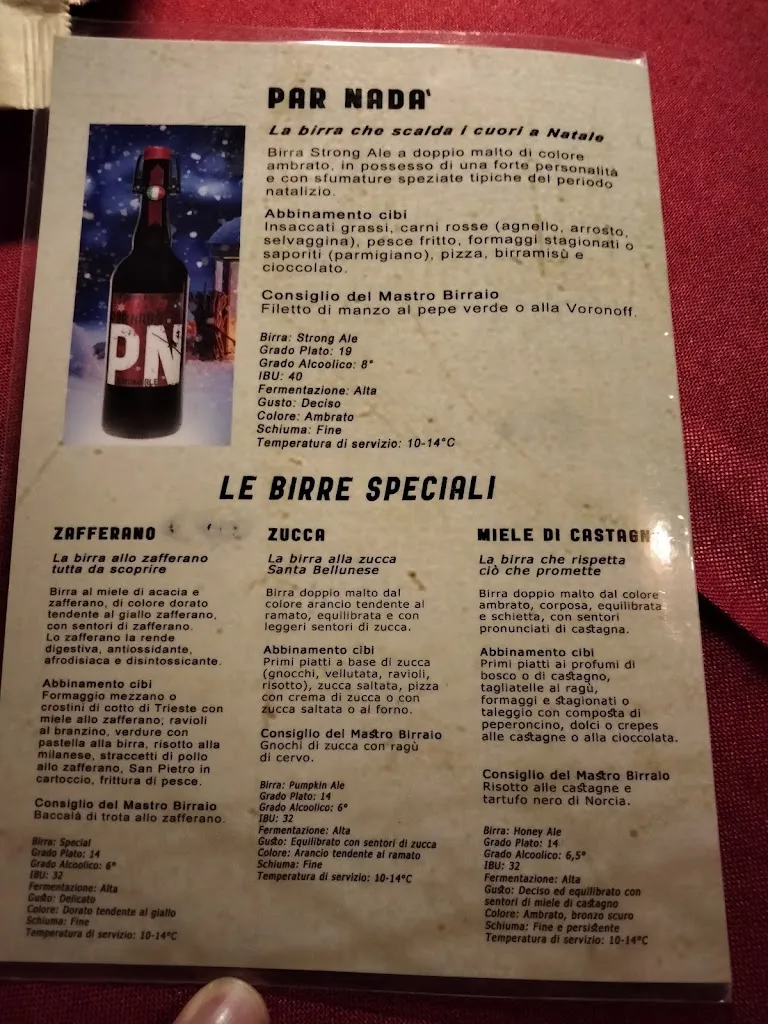 PAR NADA'
La birra che scalda i cuori a Natale
Birra Strong Ale a doppio malto di colore
ambrato, in possesso di una forte personalità
e con sfumature speziate tipiche del periodo
natalizio.
Abbinamento cibi
Insaccati grassi, carni rosse (agnello, arrosto,
selvaggina), pesce fritto, formaggi stagionati o
saporiti (parmigiano), pizza, birramisù e
cioccolato.
Consiglio del Mastro Birraio
Filetto di manzo al pepe verde o alla Voronoff.
Birra: Strong Ale
Grado Plato: 19
Grado Alcoolico: 8°
IBU: 40
Fermentazione: Alta
Gusto: Deciso
Colore: Ambrato
Schiuma: Fine
Temperatura di servizio: 10-14°C
PN
LE BIRRE SPECIALI
ZAFFERANO
La birra allo zafferano
tutta da scoprire
Birra al miele di acacia e
zafferano, di colore dorato
tendente al giallo zafferano,
con sentori di zafferano.
Lo zafferano la rende
digestiva, antiossidante,
afrodisiaca e disintossicante.
Abbinamento cibi
Formaggio mezzano o
crostini di cotto di Trieste con
miele allo zafferano, ravioli
al branzino, verdure con
pastella alla birra, risotto alla
milanese, straccetti di pollo
allo zafferano, San Pietro in
cartoccio, frittura di pesce.
Consiglio del Mastro Birraio
Baccalà di trota allo zafferano.
Birra: Special
Grado Plato: 14
Grado Alcoolico: 6°
IBU: 32
Fermentazione: Alta
Gusto: Delicato
Colore: Dorato tendente al giallo
Schiuma: Fine
Temperatura di servizio: 10-14°C
ZUCCA
La birra alla zucca
Santa Bellunese
Birra doppio malto dal
colore arancio tendente al
ramato, equilibrata e con
leggeri sentori di zucca.
Abbinamento cibi
Primi piatti a base di zucca
(gnocchi, vellutata, ravioli,
risotto), zucca saltata, pizza
con crema di zucca o con
zucca saltata o al forno.
Consiglio del Mastro Birraio
Gnochi di zucca con ragù
di cervo.
Birra: Pumpkin Ale
Grado Plato: 14
Grado Alcoolico: 6°
IBU: 32
Fermentazione: Alta
Gusto: Equilibrato con sentori di zucca
Colore: Arancio tendente al ramato
Schiuma: Fine
Temperatura di servizio: 10-14°C
MIELE DI CASTAGN
La birra che rispetta
ciò che promette
Birra doppio malto dal colore
ambrato, corposa, equilibrata
e schietta, con sentori
pronunciati di castagna.
Abbinamento cibi
Primi piatti ai profumi di
bosco o di castagno,
tagliatelle al ragù,
formaggi e stagionati o
taleggio con composta di
peperoncino, dolci o crepes
alle castagne o alla cioccolata.
Consiglio del Mastro Birraio
Risotto alle castagne e
tartufo nero di Norcia.
Birra: Honey Ale
Grado Plato: 14
Grado Alcoolico: 6,5°
IBU: 32
Fermentazione: Alta
Gusto: Deciso ed equilibrato con
sentori di miele di castagno
Colore: Ambrato, bronzo scuro
Schiuma: Fine e persistente
Temperatura di servizio: 10-14°C